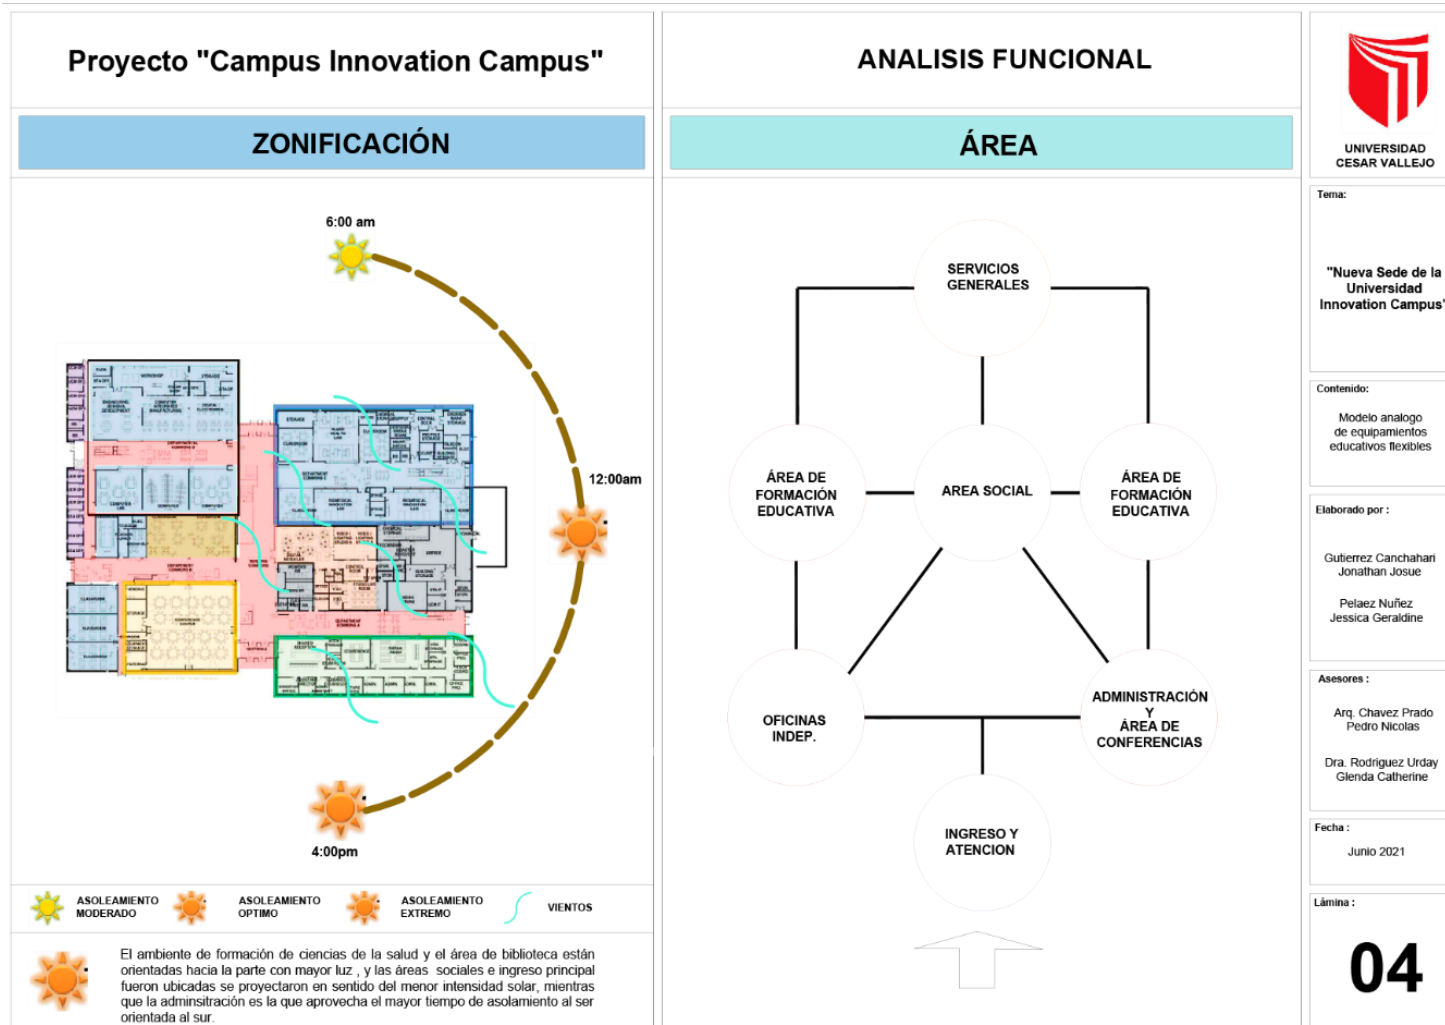 Proyecto "Campus Innovation Campus"
ZONIFICACIÓN
6:00 am
12:00am
4:00pm
WORKSHOP
STORAGE
STORAGE
CLASSROOM
CLASSROOM
CLASSROOM
CONFERENCE
ASOLEAMIENTO
MODERADO
ASOLEAMIENTO
OPTIMO
ASOLEAMIENTO
EXTREMO
VIENTOS
El ambiente de formación de ciencias de la salud y el área de biblioteca están
orientadas hacia la parte con mayor luz , y las áreas sociales e ingreso principal
fueron ubicadas se proyectaron en sentido del menor intensidad solar, mientras
que la adminsitración es la que aprovecha el mayor tiempo de asolamiento al ser
orientada al sur.
ANALISIS FUNCIONAL
ÁREA
SERVICIOS
GENERALES
ÁREA DE
FORMACIÓN
EDUCATIVA
AREA SOCIAL
ÁREA DE
FORMACIÓN
EDUCATIVA
OFICINAS
INDEP.
ADMINISTRACIÓN
Y
ÁREA DE
CONFERENCIAS
INGRESO Y
ATENCION
UNIVERSIDAD
CESAR VALLEJO
Tema:
"Nueva Sede de la
Universidad
Innovation Campus"
Contenido:
Modelo analogo
de equipamientos
educativos flexibles
Elaborado por :
Gutierrez Canchahari
Jonathan Josue
Pelaez Nuñez
Jessica Geraldine
Asesores :
Arq. Chavez Prado
Pedro Nicolas
Dra. Rodriguez Urday
Glenda Catherine
Fecha :
Junio 2021
Lámina :
04